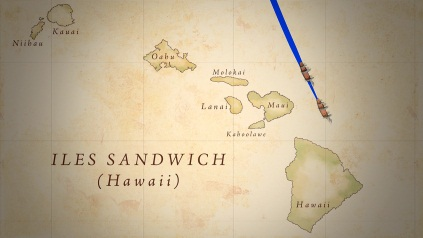 Kauai
Niihau
Oahu
Molokai
Lanai
Maui
Kahoolawe
ILES SANDWICH
(Hawaii)
Hawaii